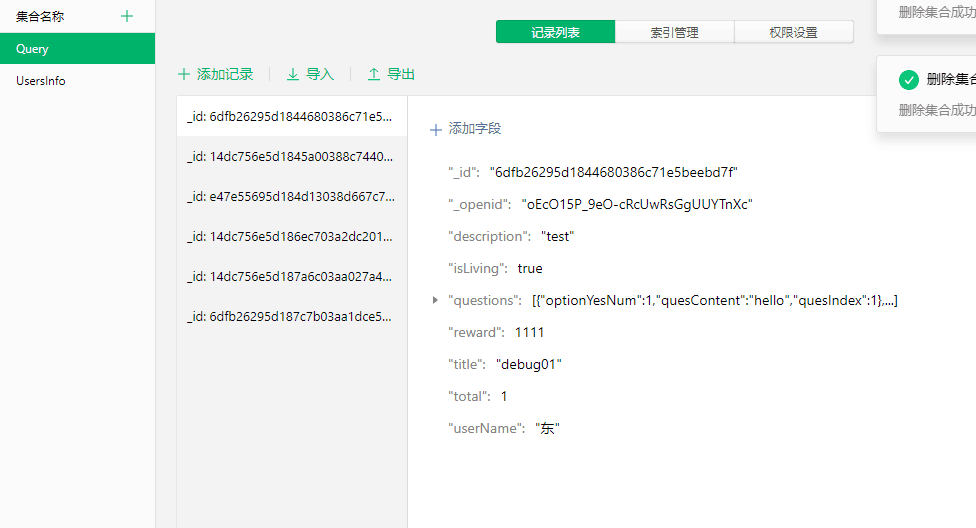 集合名称
Query
UsersInfo
记录列表 索引管理 权限设置
添加记录 导入 导出
_id: 6dfb26295d1844680386c71e5...
_id: 14dc756e5d1845a00388c7440...
_id: e47e55695d184d13038d667c7...
_id: 14dc756e5d186ec703a2dc201...
_id: 14dc756e5d187a6c03aa027a4...
_id: 6dfb26295d187c7b03aa1dce5...
添加字段
"_id": "6dfb26295d1844680386c71e5beebd7f"
"_openid": "oEcO15P_9eO-cRcUwRsGgUUYTnXc"
"description": "test"
"isLiving": true
"questions": [{"optionYesNum":1,"quesContent":"hello","quesIndex":1},...]
"reward": 1111
"title": "debug01"
"total": 1
"userName": "东"
删除集合成功
删除集合
删除集合成功